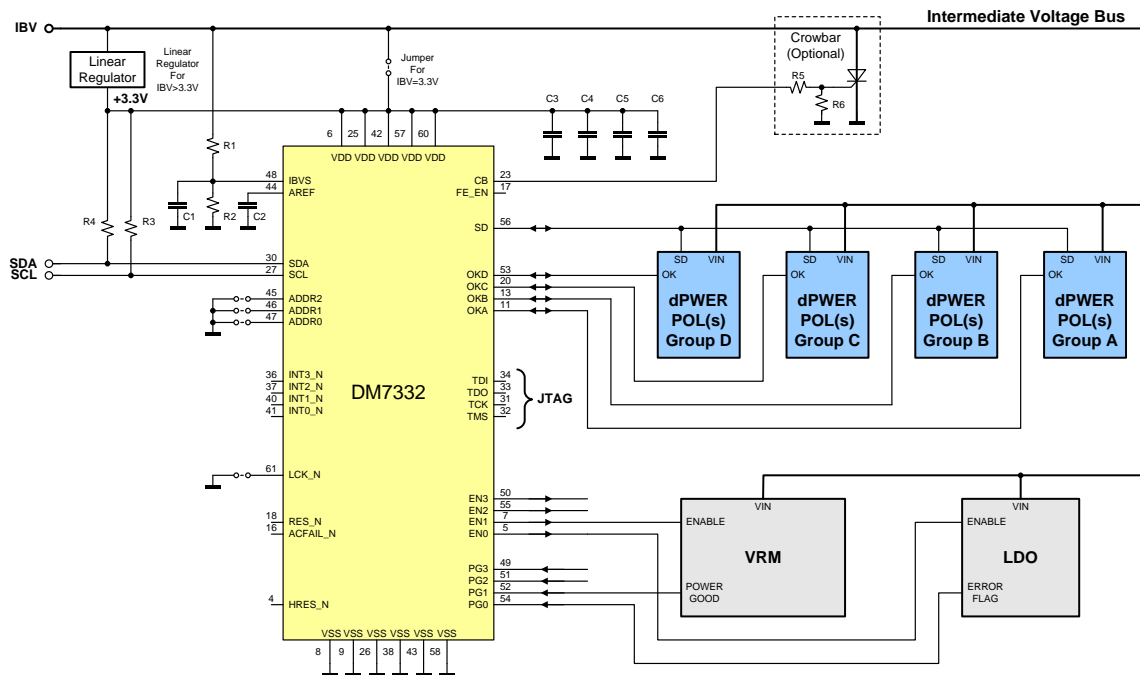 IBV
Intermediate Voltage Bus
Linear
Regulator
Linear
Regulator
For
IBV>3.3V
+3.3V
Jumper
For
IBV=3.3V
Crowbar
(Optional)
R5
R6
C3 C4 C5 C6
R1
6 25 42 57 60
VDD VDD VDD VDD VDD
48 IBVS
44 AREF
C1 R2 C2
R4 R3
CB 23
FE_EN 17
SD 56
SDA
SCL
30 SDA
27 SCL
45 ADDR2
46 ADDR1
47 ADDR0
OKD 53
OKC 20
OKB 13
OKA 11
SD VIN
OK
dPWER
POL(s)
Group D
SD VIN
OK
dPWER
POL(s)
Group C
SD VIN
OK
dPWER
POL(s)
Group B
SD VIN
OK
dPWER
POL(s)
Group A
36 INT3_N
37 INT2_N
40 INT1_N
41 INT0_N
DM7332
TDI 34
TDO 33
TCK 31
TMS 32
JTAG
61 LCK_N
18 RES_N
16 ACFAIL_N
4 HRES_N
EN3 50
EN2 55
EN1 7
EN0 5
PG3 49
PG2 51
PG1 52
PG0 54
VIN
ENABLE
VRM
POWER
GOOD
VIN
ENABLE
LDO
ERROR
FLAG
VSS VSS VSS VSS VSS VSS
8 9 26 38 43 58